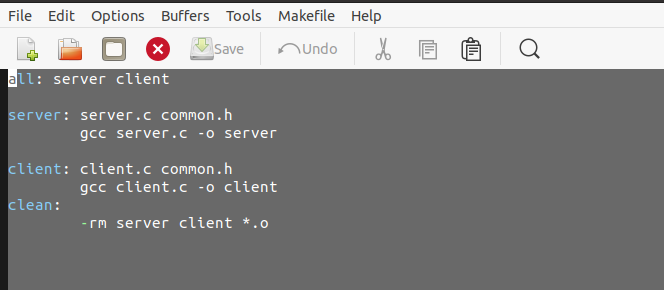 File Edit Options Buffers Tools Makefile Help
Save Undo
all: server client
server: server.c common.h
gcc server.c -o server
client: client.c common.h
gcc client.c -o client
clean:
-rm server client *.o